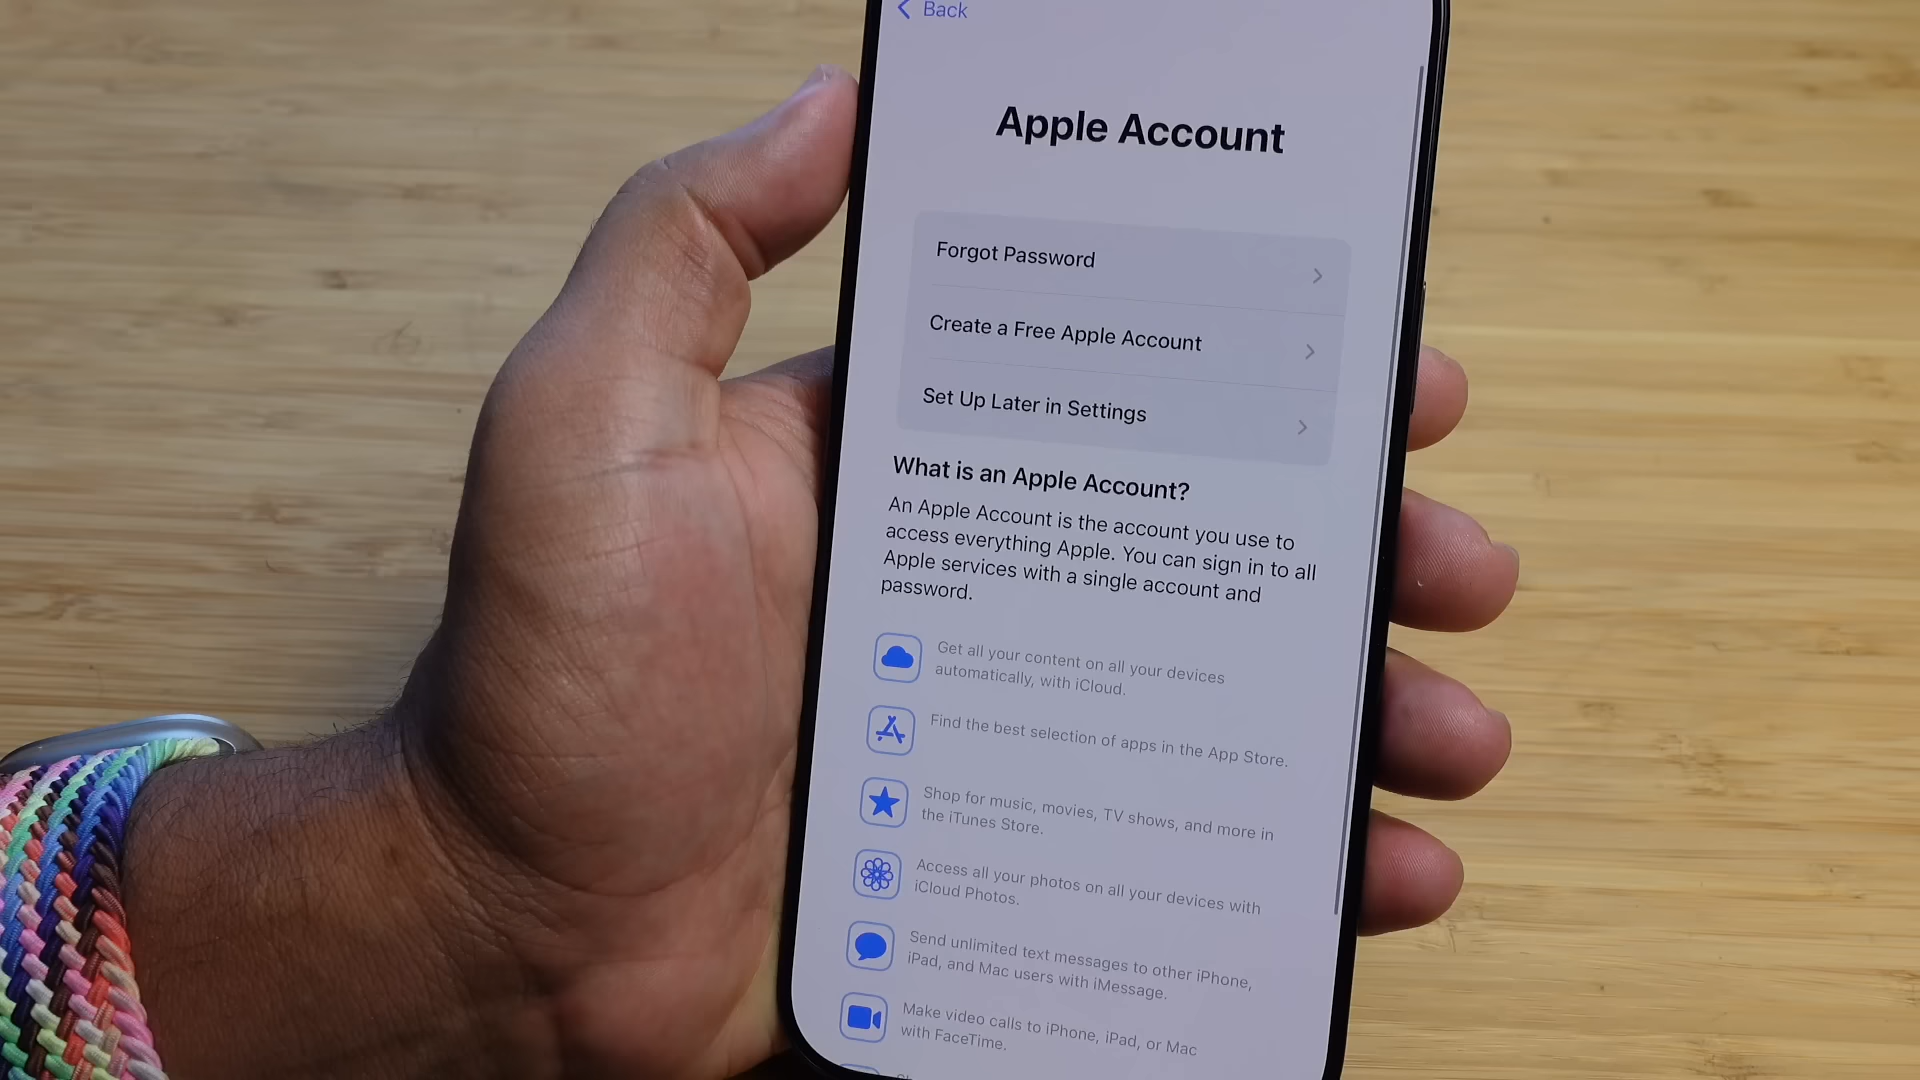 Back
Apple Account
Forgot Password
Create a Free Apple Account
Set Up Later in Settings
What is an Apple Account?
An Apple Account is the account you use to
access everything Apple. You can sign in to all
Apple services with a single account and
password.
Get all your content on all your devices
automatically, with iCloud.
Find the best selection of apps in the App Store.
Shop for music, movies, TV shows, and more in
the iTunes Store.
Access all your photos on all your devices with
iCloud Photos.
Send unlimited text messages to other iPhone,
iPad, and Mac users with iMessage.
Make video calls to iPhone, iPad, or Mac
with FaceTime.